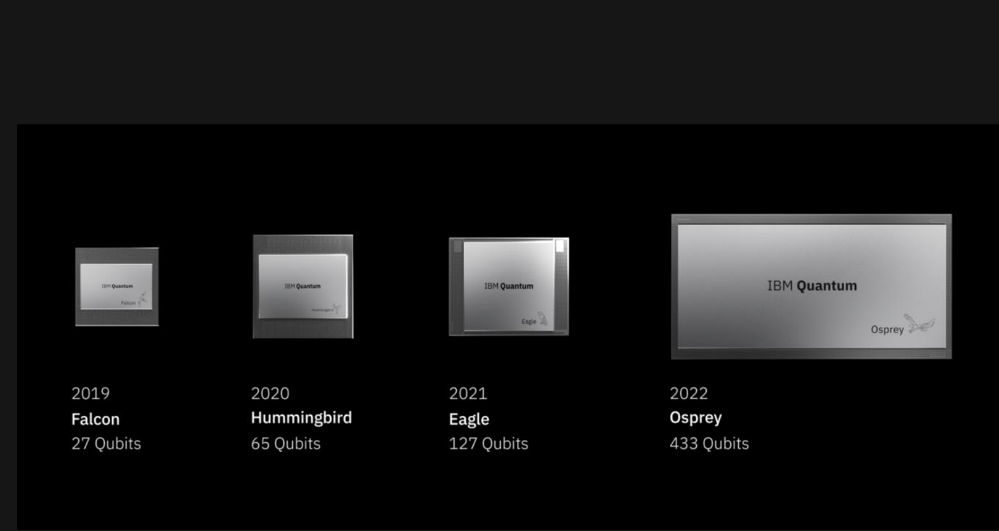 IBM Quantum
Falcon
IBM Quantum
Hummingbird
IBM Quantum
Eagle
IBM Quantum
Osprey
2019
Falcon
27 Qubits
2020
Hummingbird
65 Qubits
2021
Eagle
127 Qubits
2022
Osprey
433 Qubits